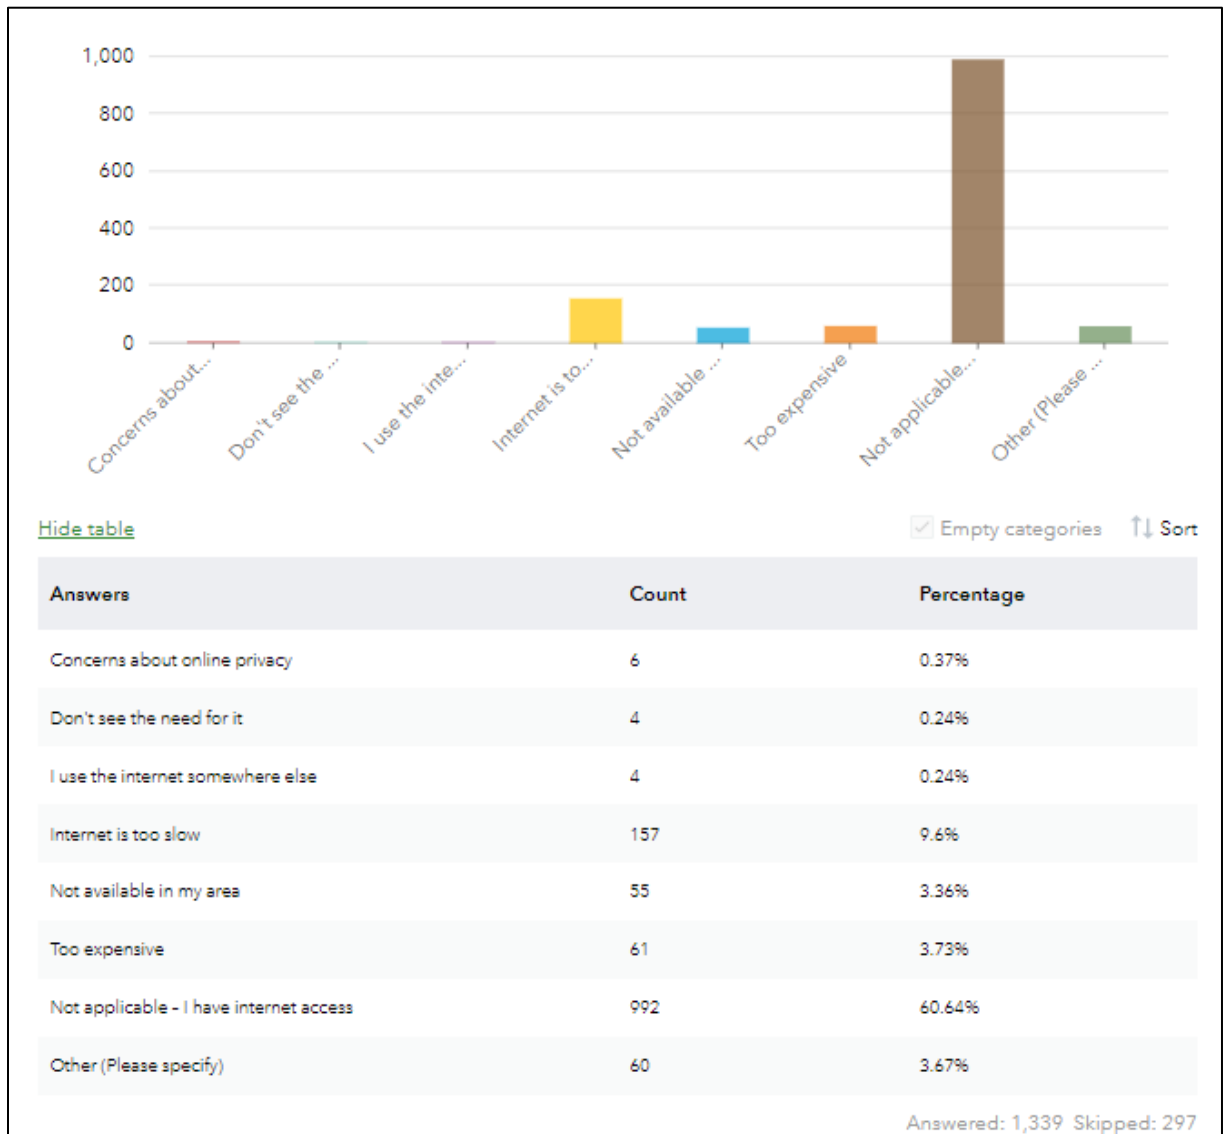 1,000
800
600
400
200
0
Concerns about...
Don't see the ...
I use the inte...
Internet is to...
Not available ...
Too expensive
Not applicable...
Other (Please ...
Hide table
Empty categories Sort
Answers Count Percentage
Concerns about online privacy 6 0.37%
Don't see the need for it 4 0.24%
I use the internet somewhere else 4 0.24%
Internet is too slow 157 9.6%
Not available in my area 55 3.36%
Too expensive 61 3.73%
Not applicable - I have internet access 992 60.64%
Other (Please specify) 60 3.67%
Answered: 1,339 Skipped: 297